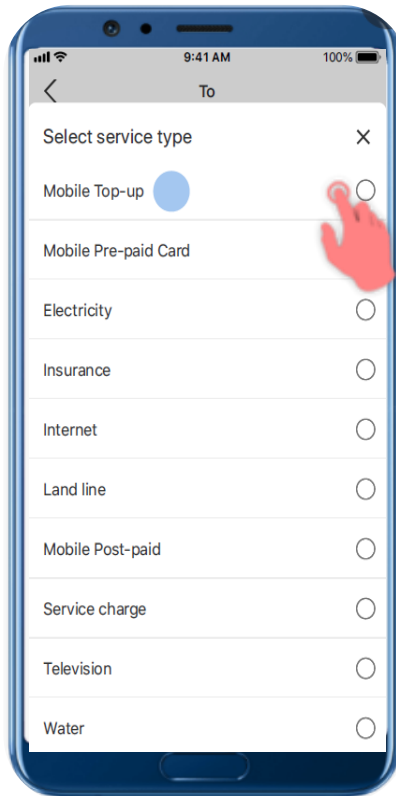 9:41 AM
100%
To
Select service type
Mobile Top-up
Mobile Pre-paid Card
Electricity
Insurance
Internet
Land line
Mobile Post-paid
Service charge
Television
Water